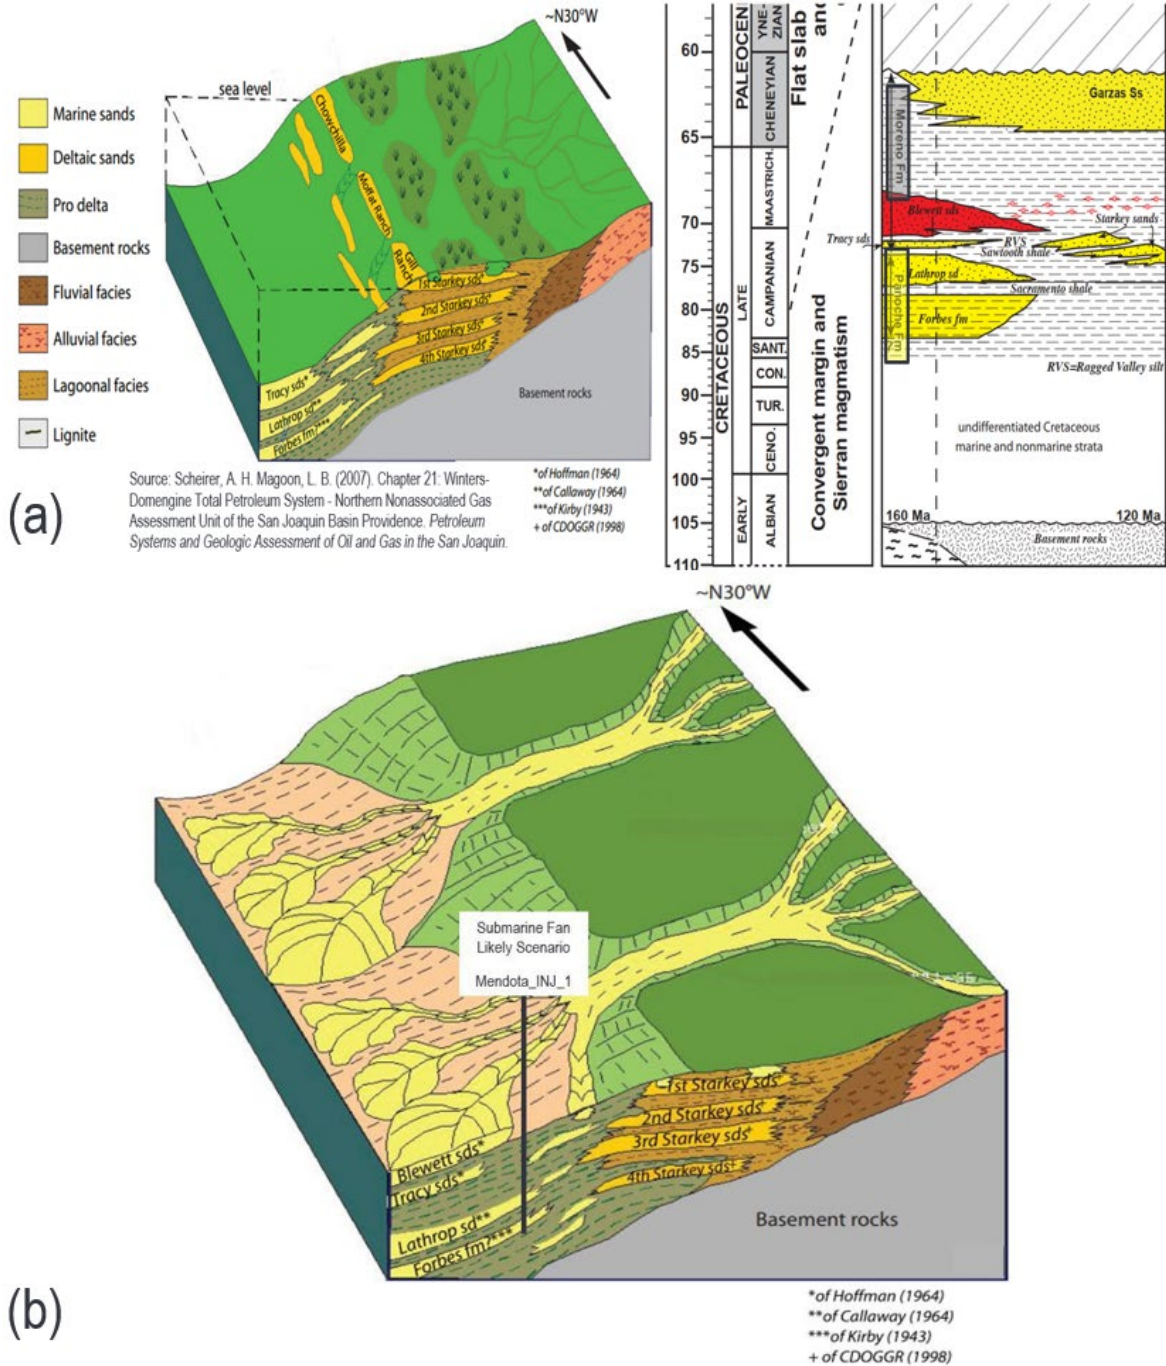 ~N30°W
sea level
Marine sands
Deltaic sands
Pro delta
Basement rocks
Fluvial facies
Alluvial facies
Lagoonal facies
Lignite
Chowchilla
Moffat Ranch
Gill Ranch
1st Starkey sds⁺
2nd Starkey sds⁺
3rd Starkey sds⁺
4th Starkey sds⁺
Tracy sds*
Lathrop sd**
Forbes fm?***
Basement rocks
(a)
Source: Scheirer, A. H. Magoon, L. B. (2007). Chapter 21: Winters-
Domengine Total Petroleum System - Northern Nonassociated Gas
Assessment Unit of the San Joaquin Basin Providence. Petroleum
Systems and Geologic Assessment of Oil and Gas in the San Joaquin.
*of Hoffman (1964)
**of Callaway (1964)
***of Kirby (1943)
+ of CDOGGR (1998)
60
65
70
75
80
85
90
95
100
105
110
PALEOCEN
CRETACEOUS
LATE
EARLY
YNE-
ZIAN
CHENEYIAN
MAASTRICH.
CAMPANIAN
SANT.
CON.
TUR.
CENO.
ALBIAN
Flat slab
and
Convergent margin and
Sierran magmatism
Garzas Ss
Moreno Fm
Blewett sds
Starkey sands
Tracy sds
RVS
Sawtooth shale
Lathrop sd
Sacramento shale
Panoche Fm
Forbes fm
RVS=Ragged Valley silt
undifferentiated Cretaceous
marine and nonmarine strata
160 Ma
120 Ma
Basement rocks
~N30°W
Submarine Fan
Likely Scenario
Mendota_INJ_1
1st Starkey sds⁺
2nd Starkey sds⁺
3rd Starkey sds⁺
4th Starkey sds⁺
Blewett sds*
Tracy sds*
Lathrop sd**
Forbes fm?***
Basement rocks
(b)
*of Hoffman (1964)
**of Callaway (1964)
***of Kirby (1943)
+ of CDOGGR (1998)